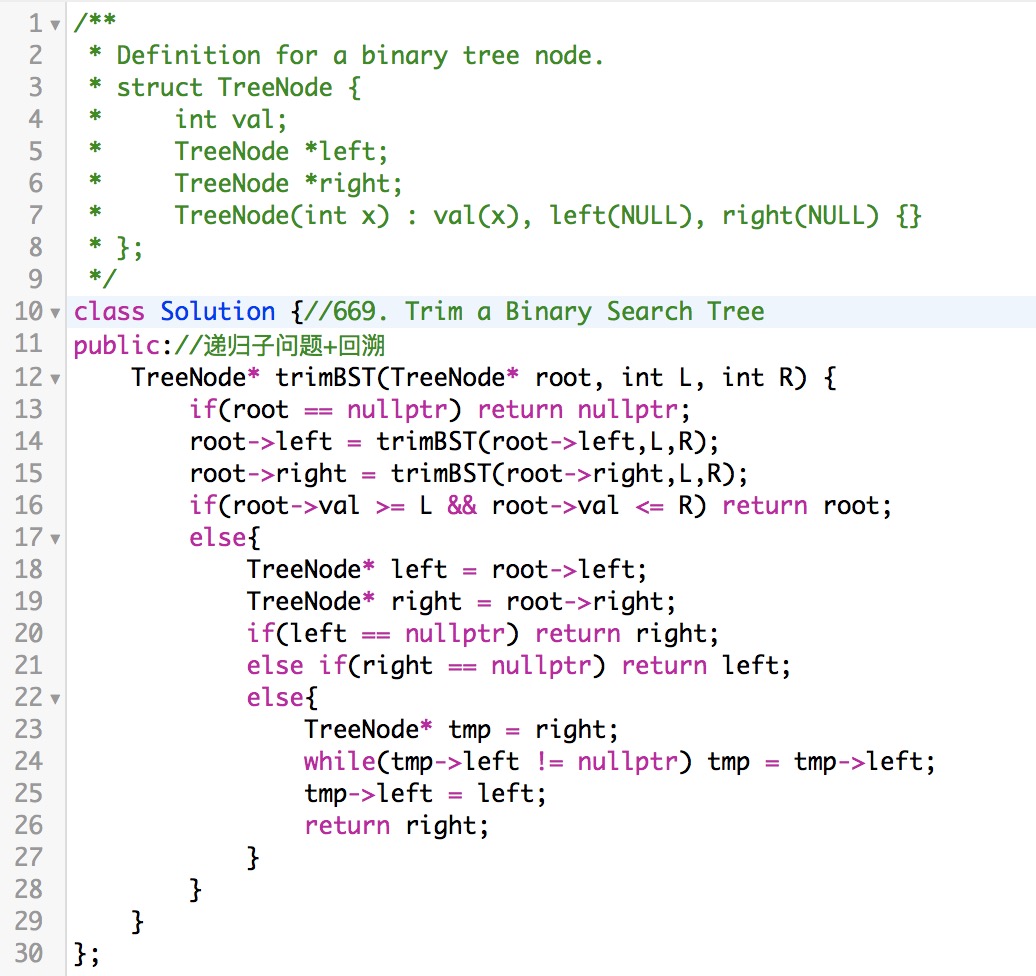 1 /**
2  * Definition for a binary tree node.
3  * struct TreeNode {
4  *     int val;
5  *     TreeNode *left;
6  *     TreeNode *right;
7  *     TreeNode(int x) : val(x), left(NULL), right(NULL) {}
8  * };
9  */
10 class Solution {//669. Trim a Binary Search Tree
11 public://递归子问题+回溯
12     TreeNode* trimBST(TreeNode* root, int L, int R) {
13         if(root == nullptr) return nullptr;
14         root->left = trimBST(root->left,L,R);
15         root->right = trimBST(root->right,L,R);
16         if(root->val >= L && root->val <= R) return root;
17         else{
18             TreeNode* left = root->left;
19             TreeNode* right = root->right;
20             if(left == nullptr) return right;
21             else if(right == nullptr) return left;
22             else{
23                 TreeNode* tmp = right;
24                 while(tmp->left != nullptr) tmp = tmp->left;
25                 tmp->left = left;
26                 return right;
27             }
28         }
29     }
30 };